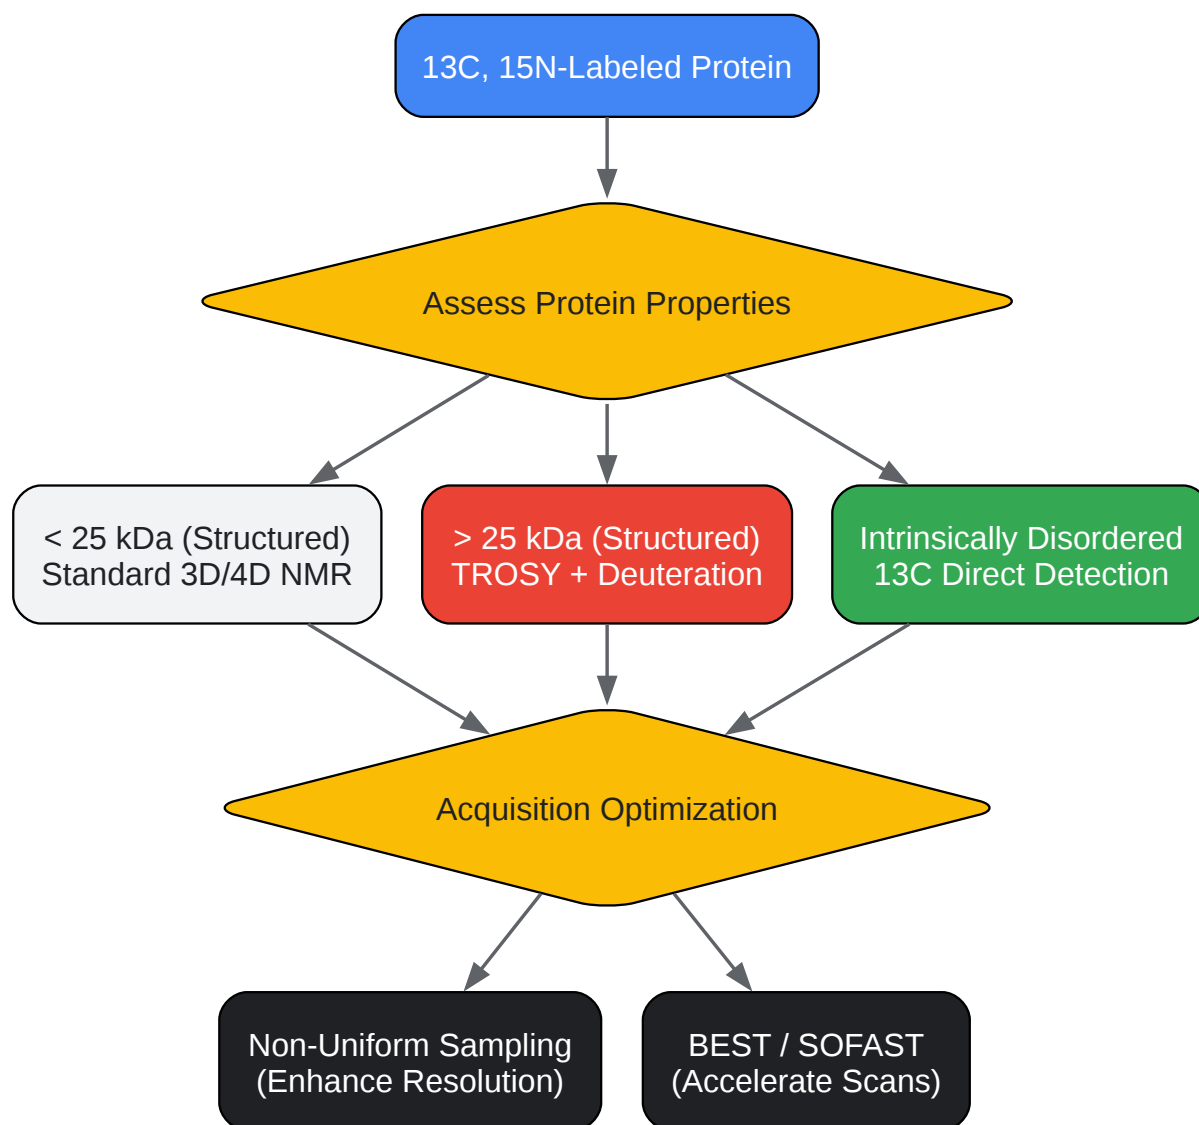 13C, 15N-Labeled Protein
Assess Protein Properties
< 25 kDa (Structured)
Standard 3D/4D NMR
> 25 kDa (Structured)
TROSY + Deuteration
Intrinsically Disordered
13C Direct Detection
Acquisition Optimization
Non-Uniform Sampling
(Enhance Resolution)
BEST / SOFAST
(Accelerate Scans)